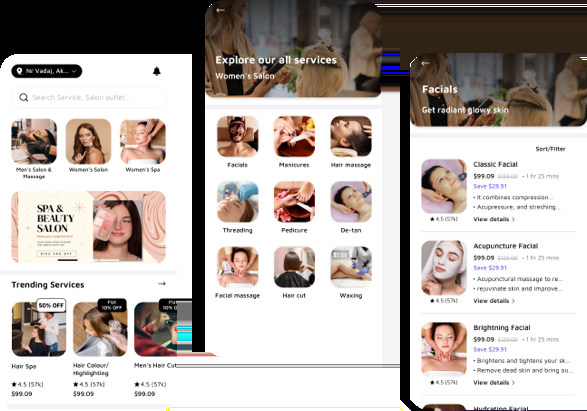 Nr Vadaj, Ak...
Search Service, Salon outlet...
Men's Salon &
Massage
Women's Salon
Women's Spa
SPA &
BEAUTY
SALON
Trending Services
50% OFF
Flat
10% OFF
Flat
10% OFF
Hair Spa
Hair Colour/
Highlighting
Men's Hair Cut
★4.5 (57k)
★4.5 (57k)
★4.5 (57k)
$99.09
$99.09
$99.09
Explore our all services
Women's Salon
Facials
Manicures
Hair massage
Threading
Pedicure
De-tan
Facial massage
Hair cut
Waxing
Facials
Get radiant glowy skin
Sort/Filter
Classic Facial
$99.09 $129.00 • 1 hr 25 mins
Save $29.91
• It combines compression...
• Acupressure, and streching...
★4.5 (57k)
View details >
Acupuncture Facial
$99.09 $129.00 • 1 hr 25 mins
Save $29.91
• Acupunctural massage to re...
• rejuvinate skin and improve...
★4.5 (57k)
View details >
Brightning Facial
$99.09 $129.00 • 1 hr 25 mins
Save $29.91
• Brightens and tightens your sk...
• Remove dead skin and bring su...
★4.5 (57k)
View details >
Hydrating Facial